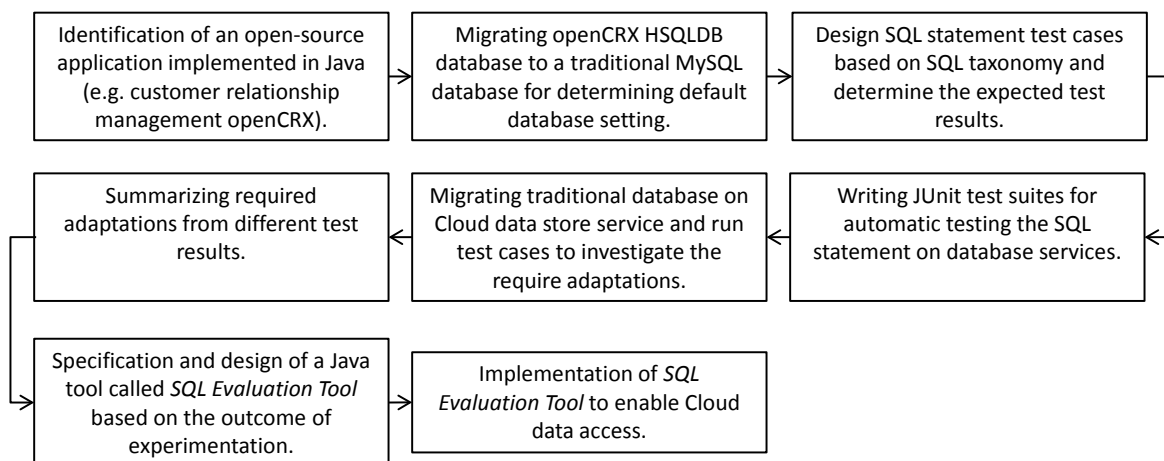 Identification of an open-source
application implemented in Java
(e.g. customer relationship
management openCRX).
Migrating openCRX HSQLDB
database to a traditional MySQL
database for determining default
database setting.
Design SQL statement test cases
based on SQL taxonomy and
determine the expected test
results.
Writing JUnit test suites for
automatic testing the SQL
statement on database services.
Migrating traditional database on
Cloud data store service and run
test cases to investigate the
require adaptations.
Summarizing required
adaptations from different test
results.
Specification and design of a Java
tool called SQL Evaluation Tool
based on the outcome of
experimentation.
Implementation of SQL
Evaluation Tool to enable Cloud
data access.